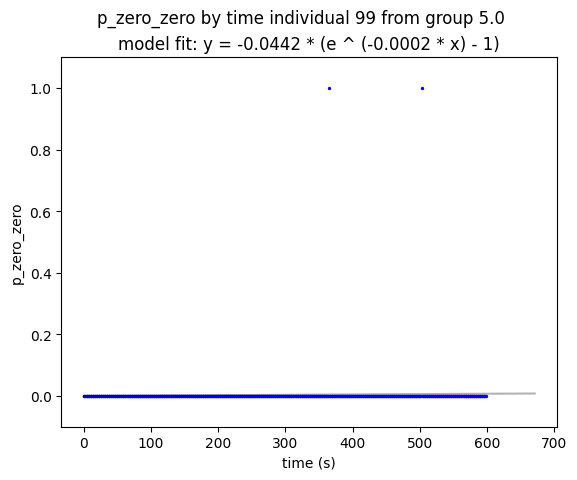 p_zero_zero by time individual 99 from group 5.0
model fit: y = -0.0442 * (e ^ (-0.0002 * x) - 1)
1.0
0.8
0.6
0.4
0.2
0.0
p_zero_zero
0 100 200 300 400 500 600 700
time (s)